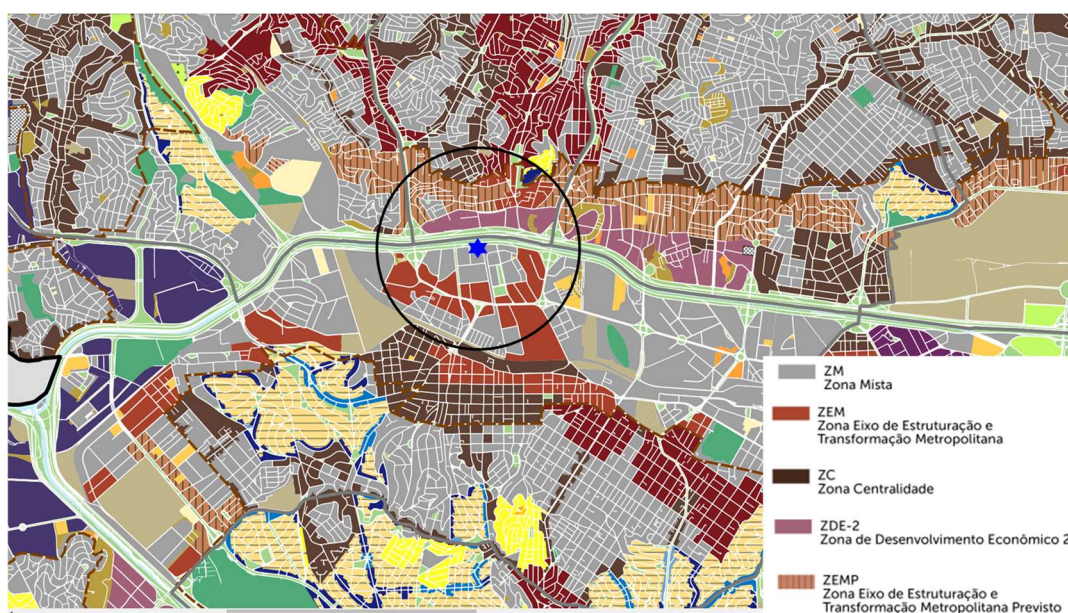 ZM
Zona Mista
ZEM
Zona Eixo de Estruturação e
Transformação Metropolitana
ZC
Zona Centralidade
ZDE-2
Zona de Desenvolvimento Econômico 2
ZEMP
Zona Eixo de Estruturação e
Transformação Metropolitana Previsto